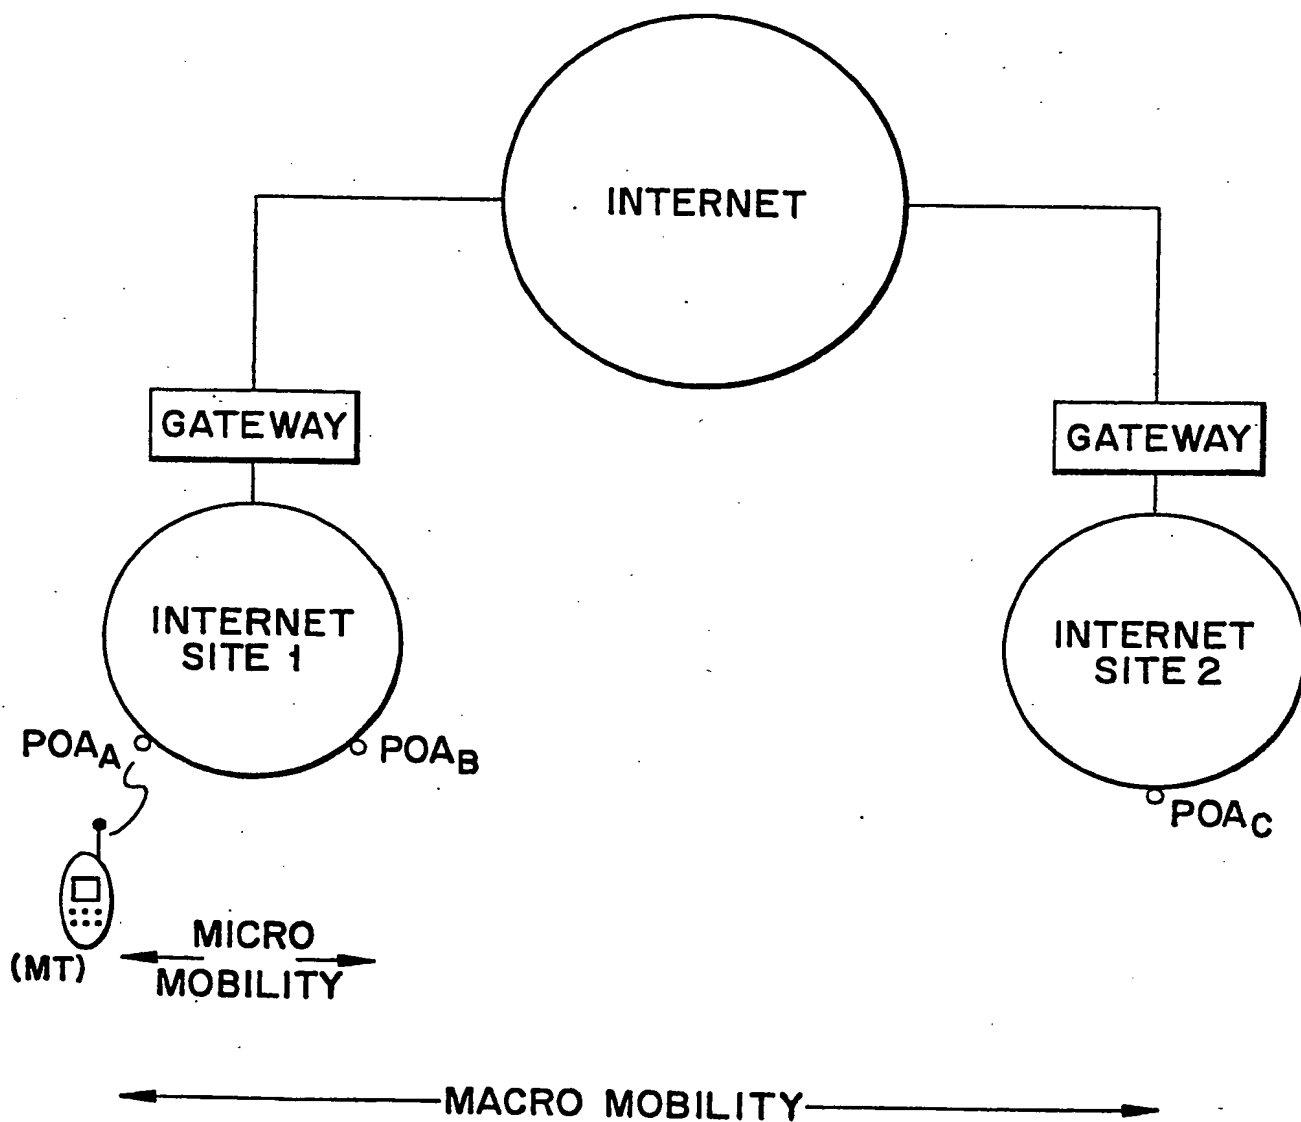 INTERNET
GATEWAY
GATEWAY
INTERNET
SITE 1
INTERNET
SITE 2
POAA
POAB
POAC
(MT)
MICRO
MOBILITY
MACRO MOBILITY